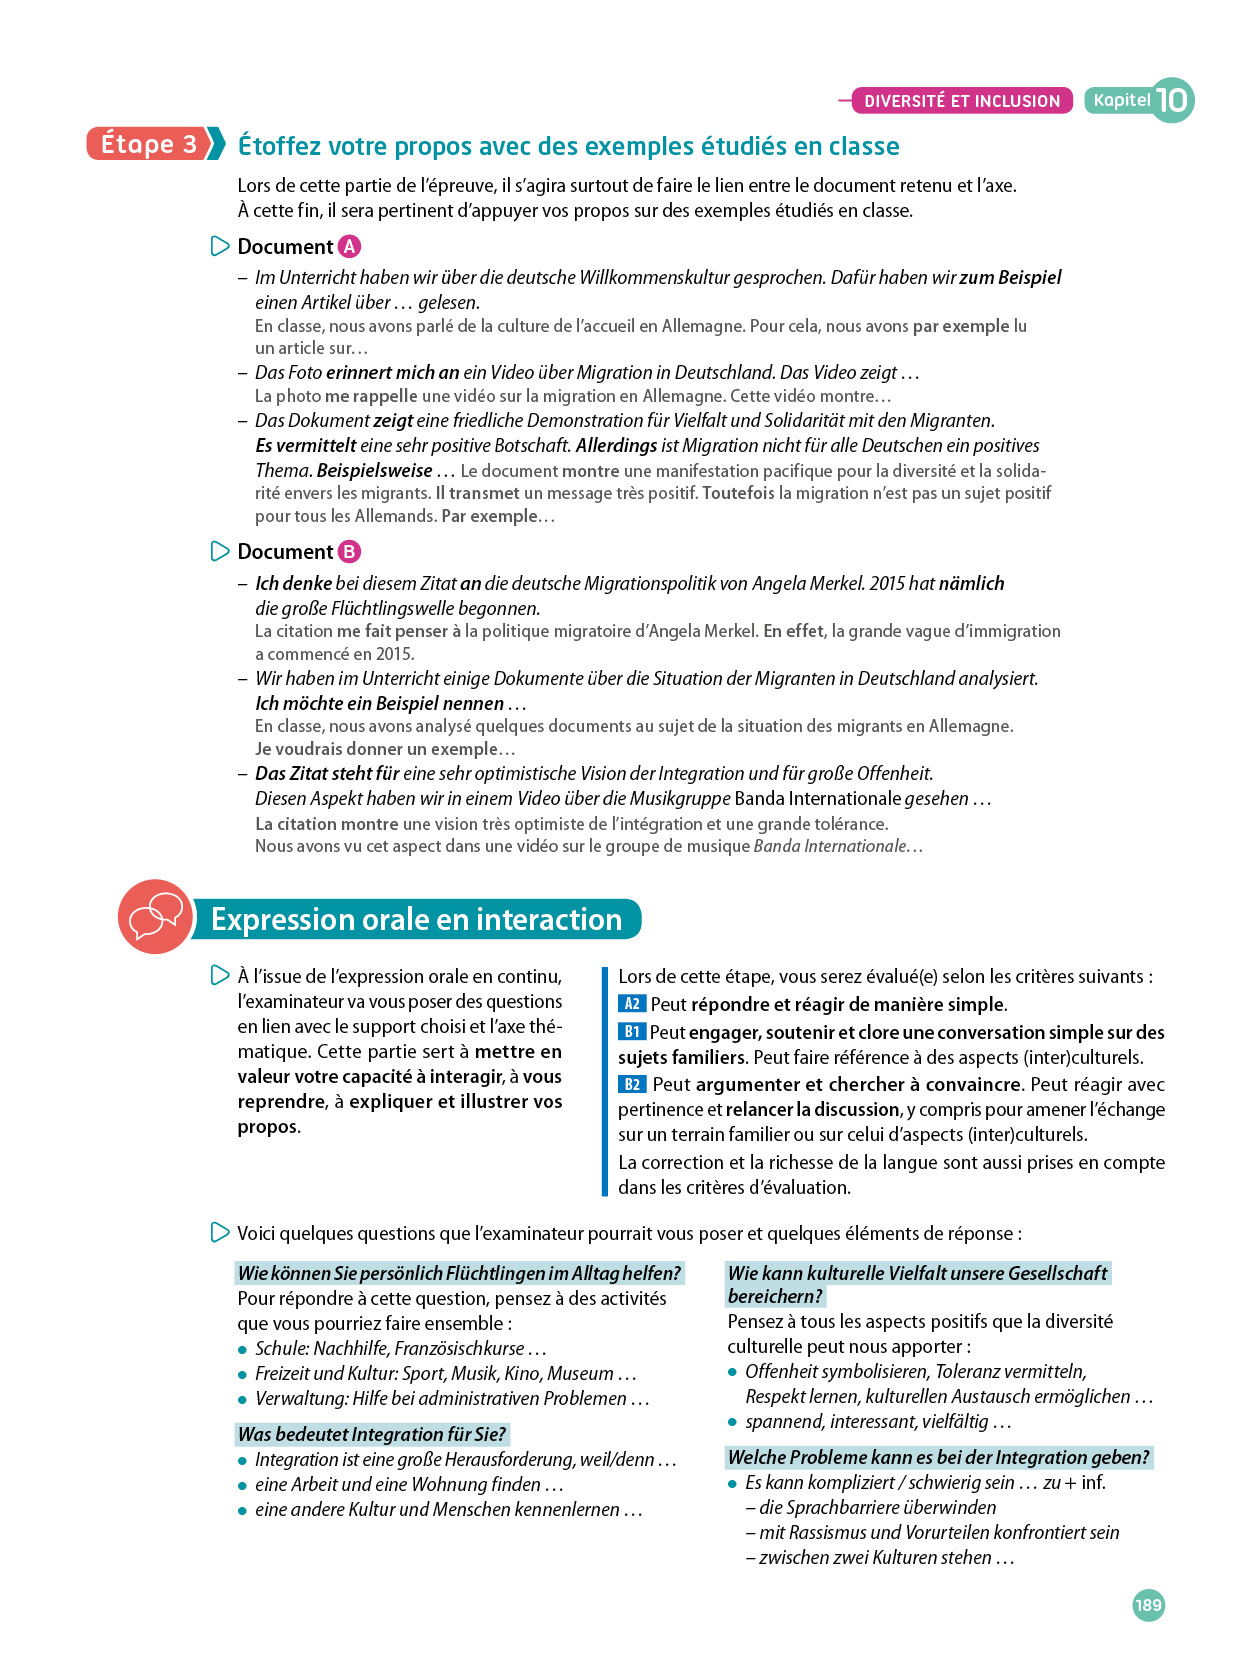 DIVERSITÉ ET INCLUSION
Kapitel 10
Étape 3
Étoffez votre propos avec des exemples étudiés en classe
Lors de cette partie de l'épreuve, il s'agira surtout de faire le lien entre le document retenu et l'axe.
À cette fin, il sera pertinent d'appuyer vos propos sur des exemples étudiés en classe.
Document A
– Im Unterricht haben wir über die deutsche Willkommenskultur gesprochen. Dafür haben wir zum Beispiel
einen Artikel über … gelesen.
En classe, nous avons parlé de la culture de l'accueil en Allemagne. Pour cela, nous avons par exemple lu
un article sur…
– Das Foto erinnert mich an ein Video über Migration in Deutschland. Das Video zeigt …
La photo me rappelle une vidéo sur la migration en Allemagne. Cette vidéo montre…
– Das Dokument zeigt eine friedliche Demonstration für Vielfalt und Solidarität mit den Migranten.
Es vermittelt eine sehr positive Botschaft. Allerdings ist Migration nicht für alle Deutschen ein positives
Thema. Beispielsweise … Le document montre une manifestation pacifique pour la diversité et la solida-
rité envers les migrants. Il transmet un message très positif. Toutefois la migration n'est pas un sujet positif
pour tous les Allemands. Par exemple…
Document B
– Ich denke bei diesem Zitat an die deutsche Migrationspolitik von Angela Merkel. 2015 hat nämlich
die große Flüchtlingswelle begonnen.
La citation me fait penser à la politique migratoire d'Angela Merkel. En effet, la grande vague d'immigration
a commencé en 2015.
– Wir haben im Unterricht einige Dokumente über die Situation der Migranten in Deutschland analysiert.
Ich möchte ein Beispiel nennen …
En classe, nous avons analysé quelques documents au sujet de la situation des migrants en Allemagne.
Je voudrais donner un exemple…
– Das Zitat steht für eine sehr optimistische Vision der Integration und für große Offenheit.
Diesen Aspekt haben wir in einem Video über die Musikgruppe Banda Internationale gesehen …
La citation montre une vision très optimiste de l'intégration et une grande tolérance.
Nous avons vu cet aspect dans une vidéo sur le groupe de musique Banda Internationale…
Expression orale en interaction
À l'issue de l'expression orale en continu,
l'examinateur va vous poser des questions
en lien avec le support choisi et l'axe thé-
matique. Cette partie sert à mettre en
valeur votre capacité à interagir, à vous
reprendre, à expliquer et illustrer vos
propos.
Lors de cette étape, vous serez évalué(e) selon les critères suivants :
A2 Peut répondre et réagir de manière simple.
B1 Peut engager, soutenir et clore une conversation simple sur des
sujets familiers. Peut faire référence à des aspects (inter)culturels.
B2 Peut argumenter et chercher à convaincre. Peut réagir avec
pertinence et relancer la discussion, y compris pour amener l'échange
sur un terrain familier ou sur celui d'aspects (inter)culturels.
La correction et la richesse de la langue sont aussi prises en compte
dans les critères d'évaluation.
Voici quelques questions que l'examinateur pourrait vous poser et quelques éléments de réponse :
Wie können Sie persönlich Flüchtlingen im Alltag helfen?
Pour répondre à cette question, pensez à des activités
que vous pourriez faire ensemble :
• Schule: Nachhilfe, Französischkurse …
• Freizeit und Kultur: Sport, Musik, Kino, Museum …
• Verwaltung: Hilfe bei administrativen Problemen …
Was bedeutet Integration für Sie?
• Integration ist eine große Herausforderung, weil/denn …
• eine Arbeit und eine Wohnung finden …
• eine andere Kultur und Menschen kennenlernen …
Wie kann kulturelle Vielfalt unsere Gesellschaft
bereichern?
Pensez à tous les aspects positifs que la diversité
culturelle peut nous apporter :
• Offenheit symbolisieren, Toleranz vermitteln,
Respekt lernen, kulturellen Austausch ermöglichen …
• spannend, interessant, vielfältig …
Welche Probleme kann es bei der Integration geben?
• Es kann kompliziert / schwierig sein … zu + inf.
– die Sprachbarriere überwinden
– mit Rassismus und Vorurteilen konfrontiert sein
– zwischen zwei Kulturen stehen …
189